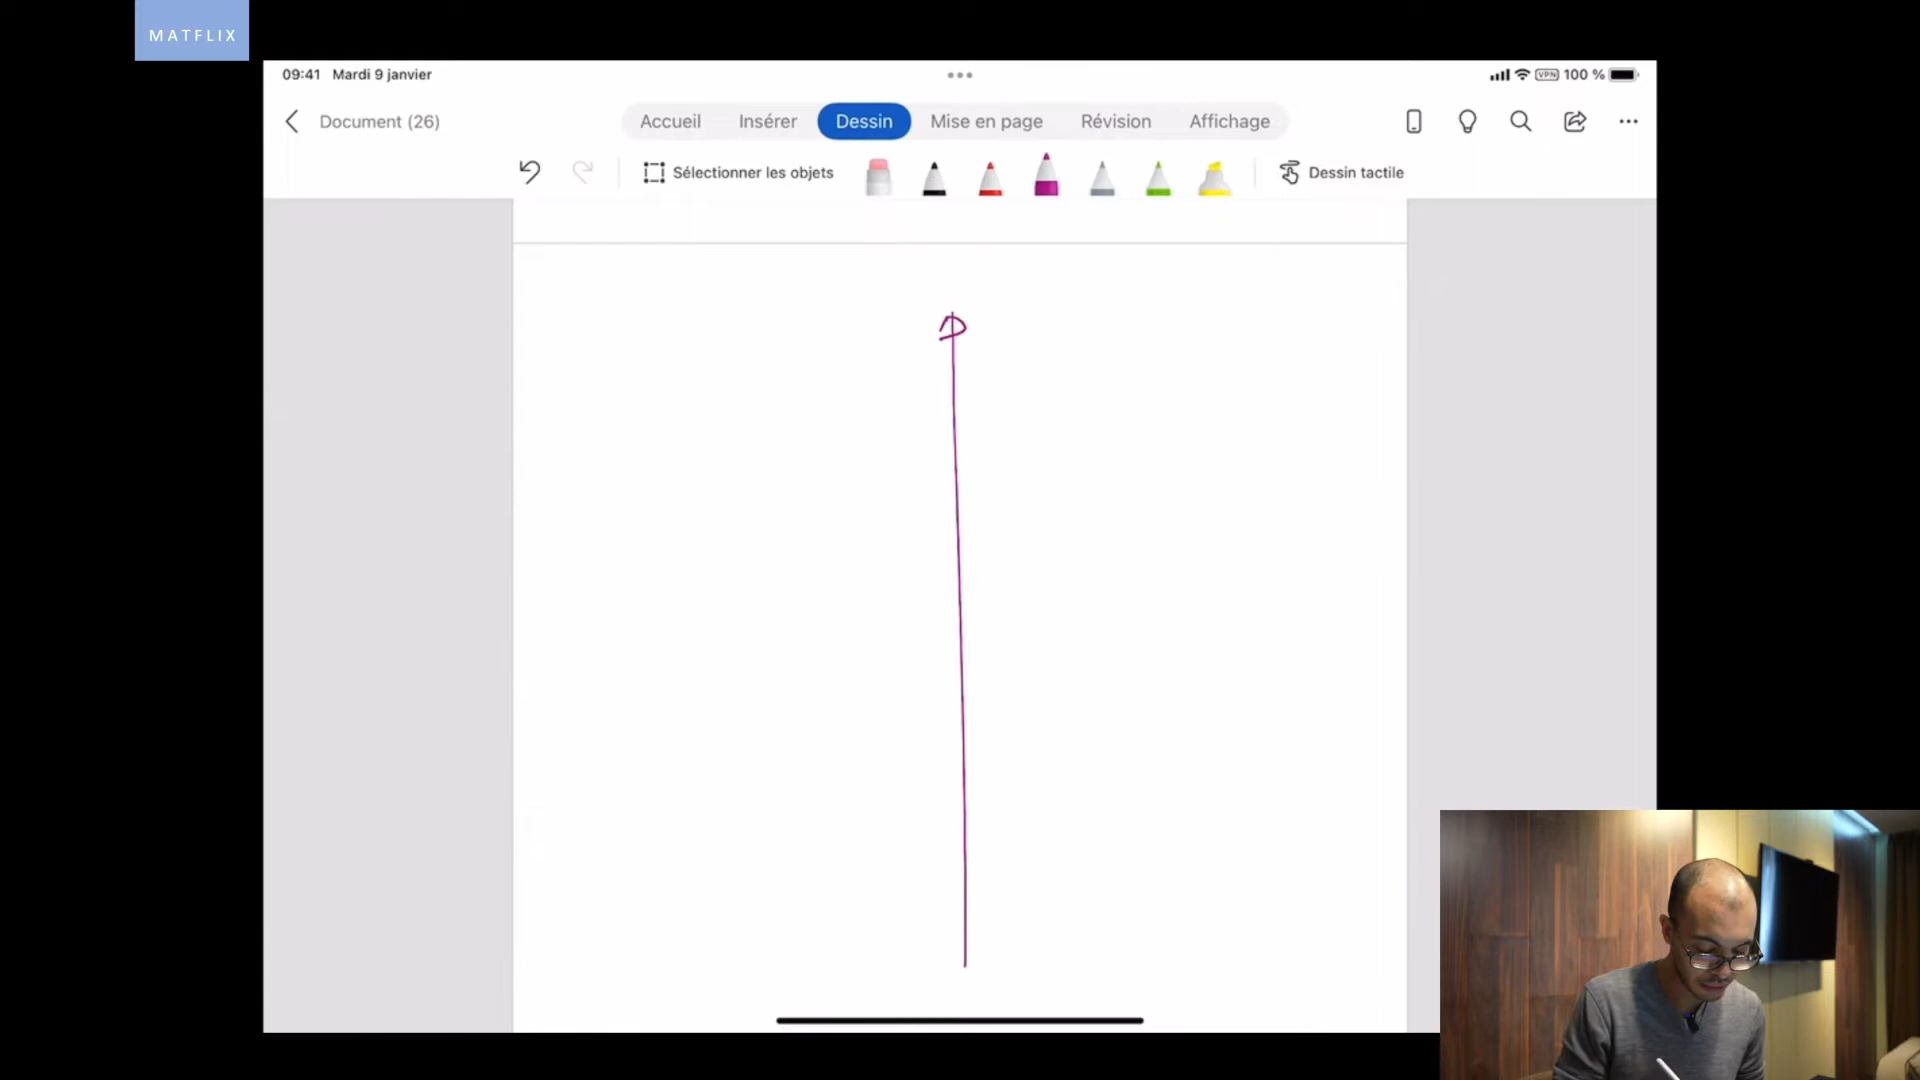 MATFLIX
09:41 Mardi 9 janvier
VPN 100 %
Document (26)
Accueil Insérer Dessin Mise en page Révision Affichage
Sélectionner les objets
Dessin tactile